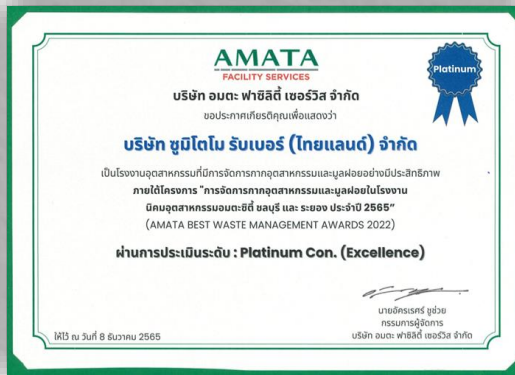 AMATA
FACILITY SERVICES
Platinum
บริษัท อมตะ ฟาซิลิตี้ เซอร์วิส จำกัด
ขอประกาศเกียรติคุณเพื่อแสดงว่า
บริษัท ซูมิโตโม รับเบอร์ (ไทยแลนด์) จำกัด
เป็นโรงงานอุตสาหกรรมที่มีการจัดการกากอุตสาหกรรมและมูลฝอยอย่างมีประสิทธิภาพ
ภายใต้โครงการ "การจัดการกากอุตสาหกรรมและมูลฝอยในโรงงาน
นิคมอุตสาหกรรมอมตะซิตี้ ชลบุรี และ ระยอง ประจำปี 2565"
(AMATA BEST WASTE MANAGEMENT AWARDS 2022)
ผ่านการประเมินระดับ : Platinum Con. (Excellence)
นายอัครเรศร์ ชูช่วย
กรรมการผู้จัดการ
บริษัท อมตะ ฟาซิลิตี้ เซอร์วิส จำกัด
ให้ไว้ ณ วันที่ 8 ธันวาคม 2565